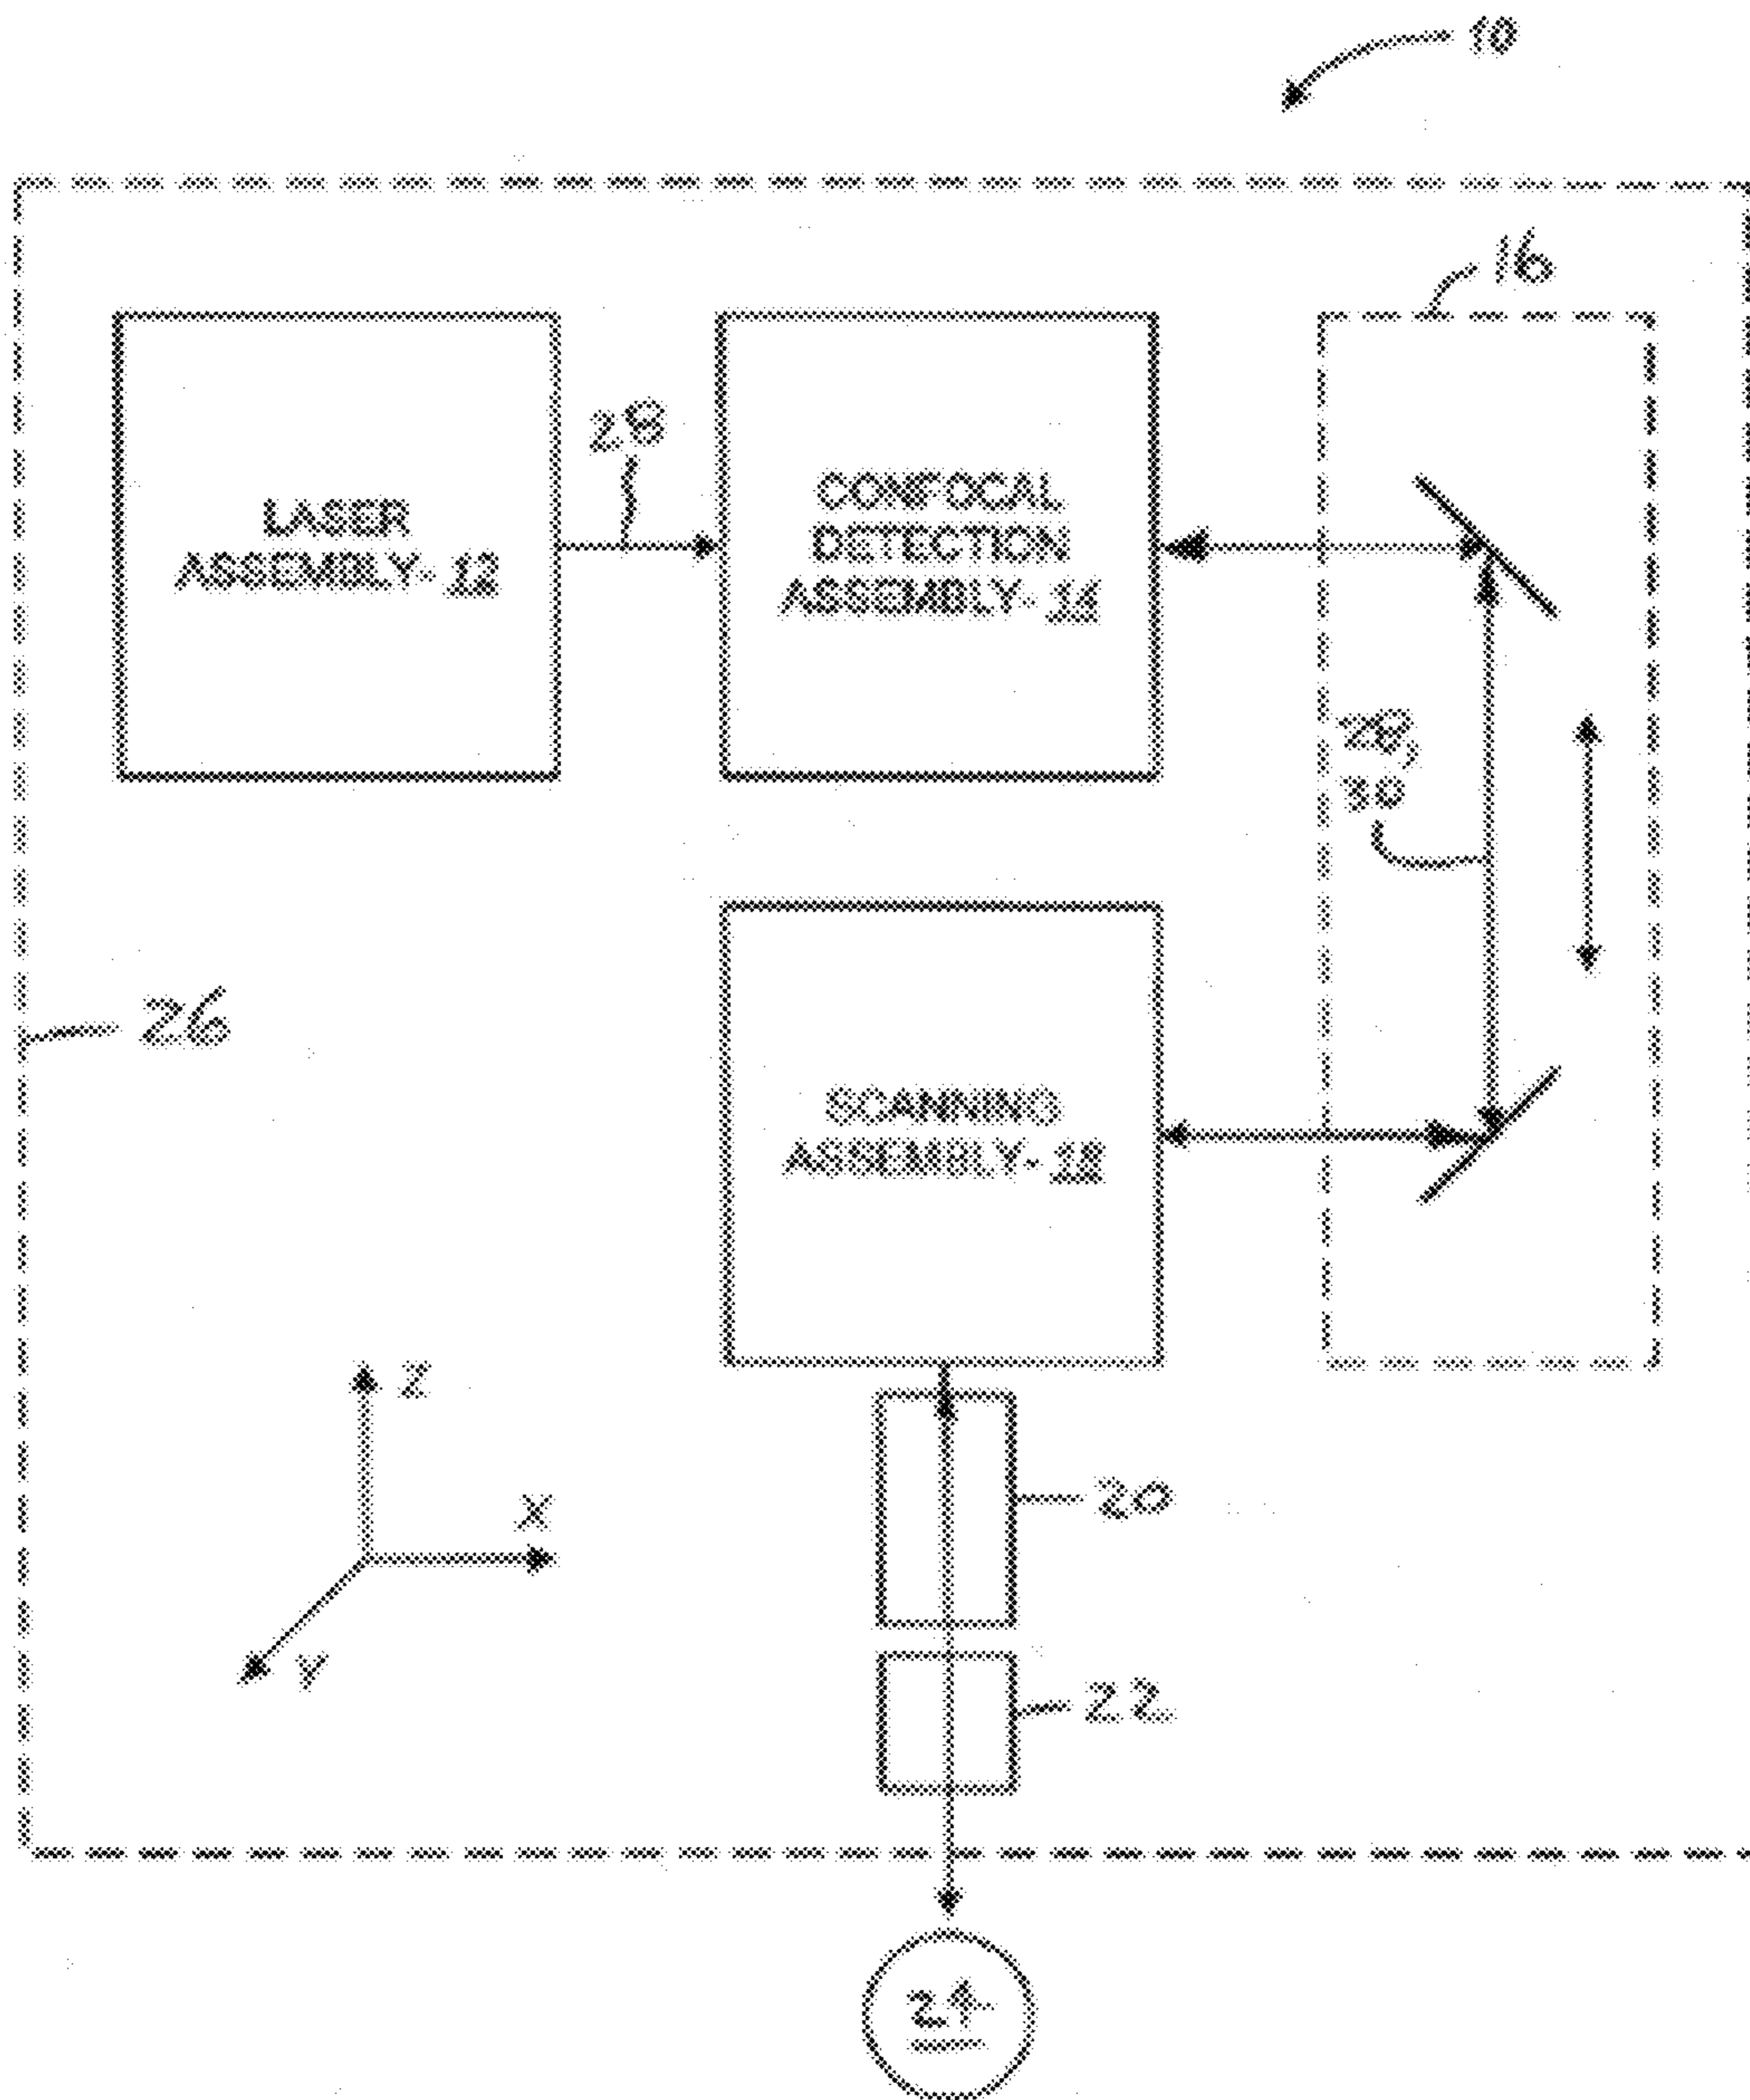 10
16
28
LASER
ASSEMBLY- 12
CONFOCAL
DETECTION
ASSEMBLY- 14
28,
30
26
SCANNING
ASSEMBLY- 18
Z
X
Y
20
22
24